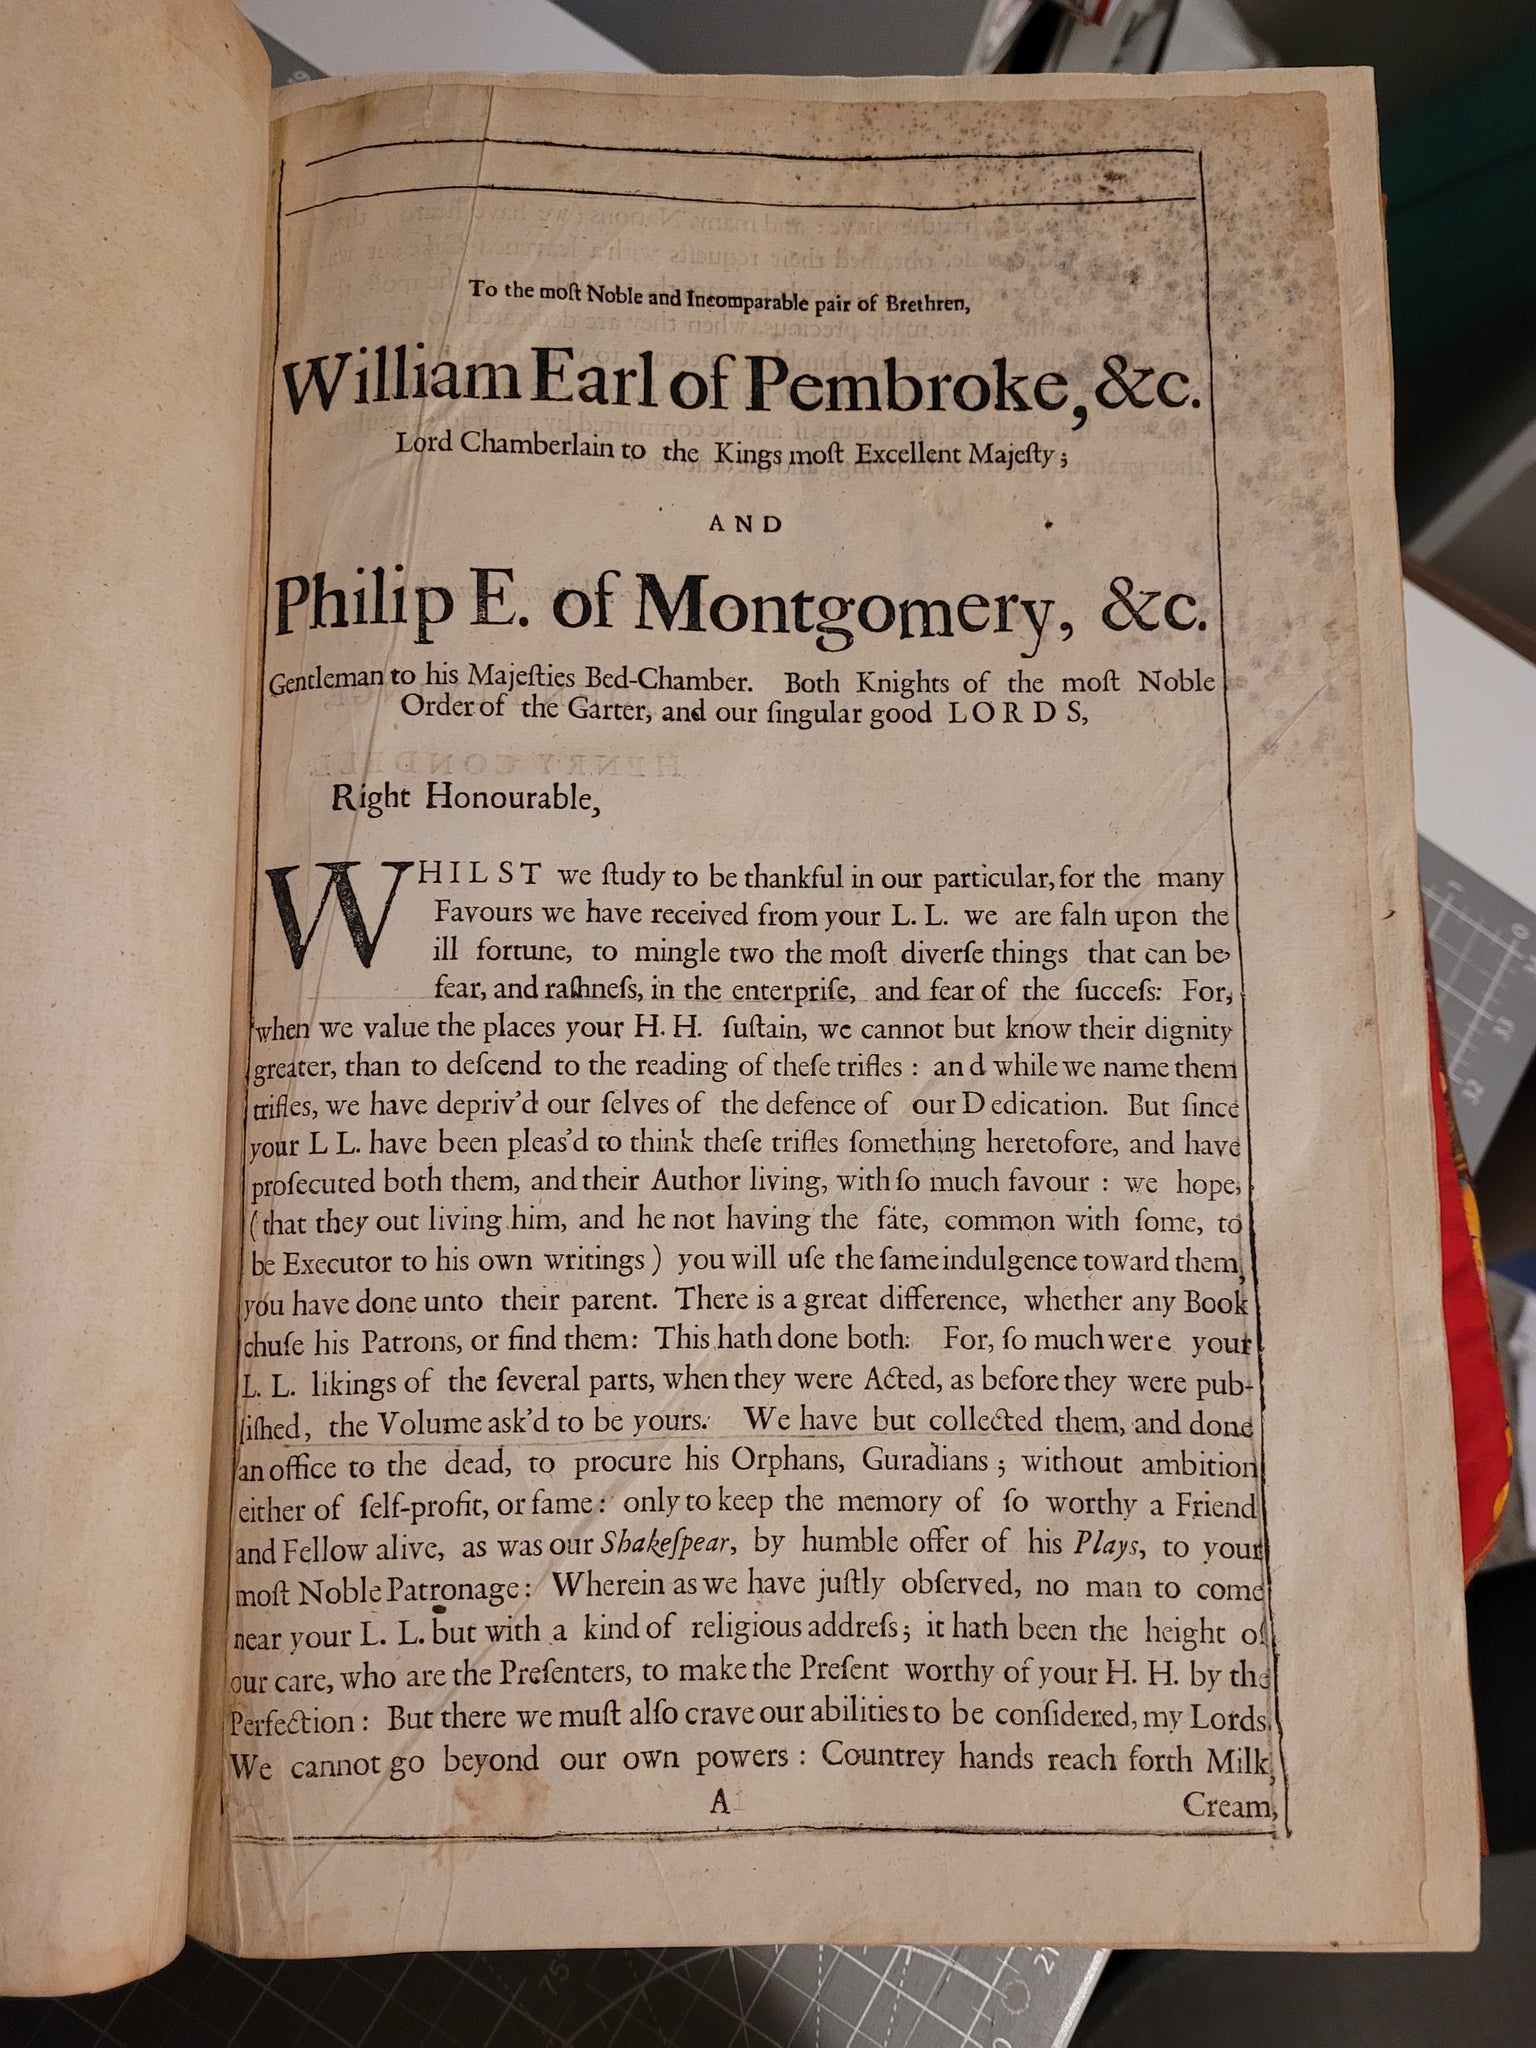 To the moſt Noble and Incomparable pair of Brethren,
William Earl of Pembroke, &c.
Lord Chamberlain to the Kings moſt Excellent Majeſty;
AND
Philip E. of Montgomery, &c.
Gentleman to his Majeſties Bed-Chamber. Both Knights of the moſt Noble
Order of the Garter, and our ſingular good LORDS,
HENRY CONDELL
Right Honourable,
WHILST we ſtudy to be thankful in our particular, for the many
Favours we have received from your L. L. we are faln upon the
ill fortune, to mingle two the moſt diverſe things that can be,
fear, and raſhneſs, in the enterpriſe, and fear of the ſucceſs: For,
when we value the places your H. H. ſuſtain, we cannot but know their dignity
greater, than to deſcend to the reading of theſe trifles : an d while we name them
trifles, we have depriv'd our ſelves of the defence of our D edication. But ſince
your L L. have been pleas'd to think theſe trifles ſomething heretofore, and have
proſecuted both them, and their Author living, with ſo much favour : we hope,
(that they out living him, and he not having the fate, common with ſome, to
be Executor to his own writings) you will uſe the ſame indulgence toward them,
you have done unto their parent. There is a great difference, whether any Book
chuſe his Patrons, or find them: This hath done both. For, ſo much were your
L. L. likings of the ſeveral parts, when they were Acted, as before they were pub-
liſhed, the Volume ask'd to be yours. We have but collected them, and done
an office to the dead, to procure his Orphans, Guradians; without ambition
either of ſelf-profit, or fame: only to keep the memory of ſo worthy a Friend
and Fellow alive, as was our Shakeſpear, by humble offer of his Plays, to your
moſt Noble Patronage: Wherein as we have juſtly obſerved, no man to come
near your L. L. but with a kind of religious addreſs; it hath been the height of
our care, who are the Preſenters, to make the Preſent worthy of your H. H. by the
Perfection: But there we muſt alſo crave our abilities to be conſidered, my Lords.
We cannot go beyond our own powers: Countrey hands reach forth Milk,
A
Cream,